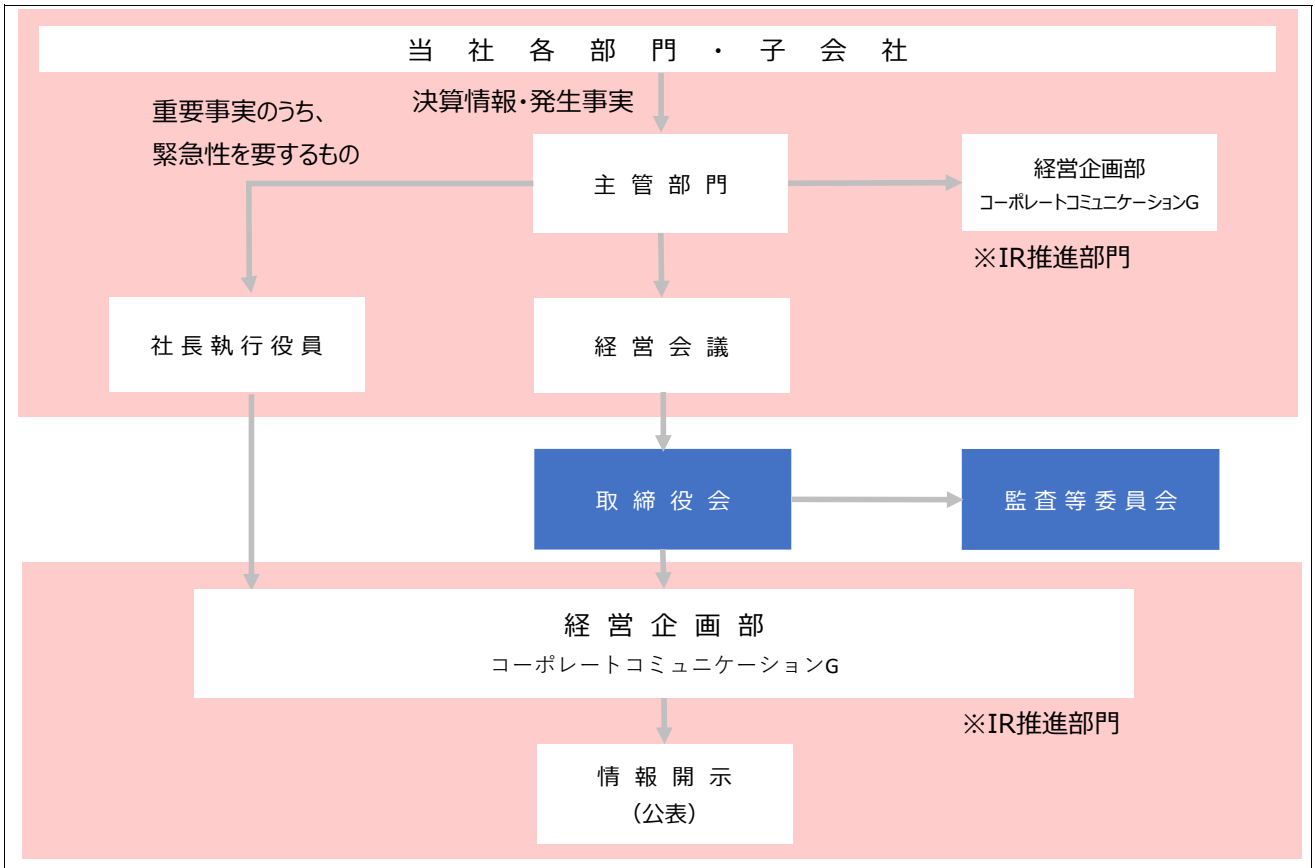 当社各部門・子会社
重要事実のうち、
緊急性を要するもの
決算情報・発生事実
主管部門
経営企画部
コーポレートコミュニケーションG
※IR推進部門
社長執行役員
経営会議
取締役会
監査等委員会
経営企画部
コーポレートコミュニケーションG
※IR推進部門
情報開示
（公表）